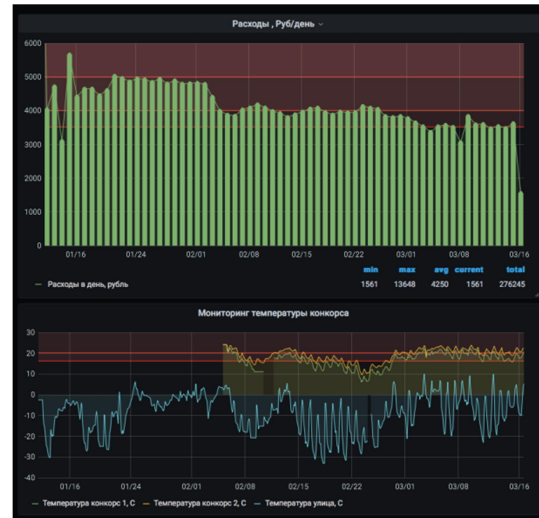 Расходы , Руб/день
6000
5000
4000
3000
2000
1000
0
01/16 01/24 02/01 02/08 02/15 02/22 03/01 03/08 03/16
min max avg current total
Расходы в день, рубль 1561 13648 4250 1561 276245
Мониторинг температуры конкорса
30
20
10
0
-10
-20
-30
-40
01/16 01/24 02/01 02/08 02/15 02/22 03/01 03/08 03/16
Температура конкорс 1, С Температура конкорс 2, С Температура улица, С